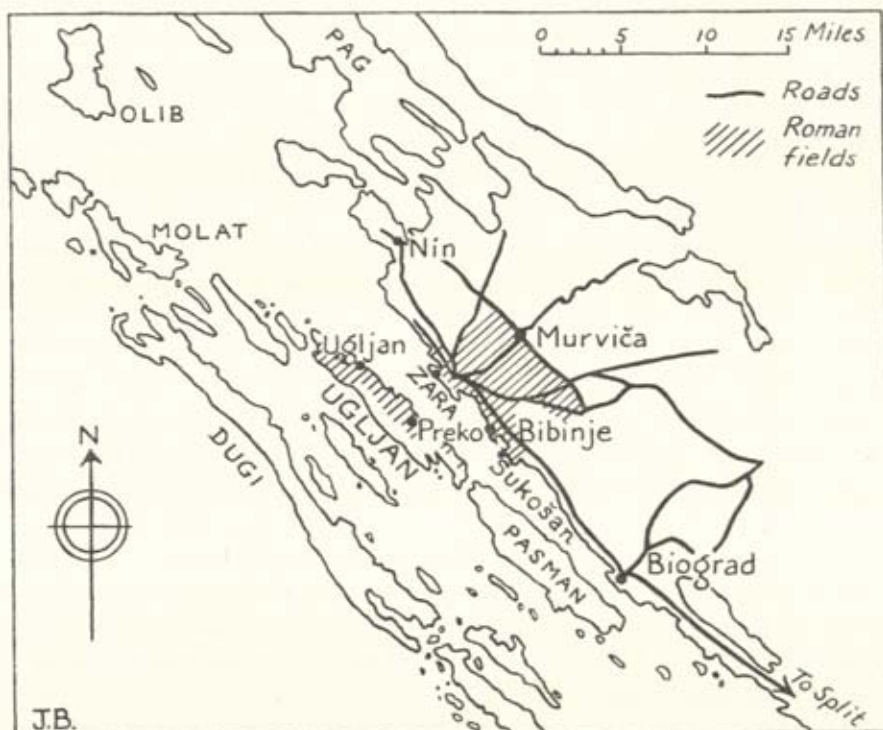 0 5 10 15 Miles
Roads
Roman
fields
PAG
OLIB
MOLAT
Nin
Murviča
Ugljan
ZARA
UGLJAN
Preko
Bibinje
DUGI
N
Sukošan
PASMAN
Biograd
To Split
J.B.